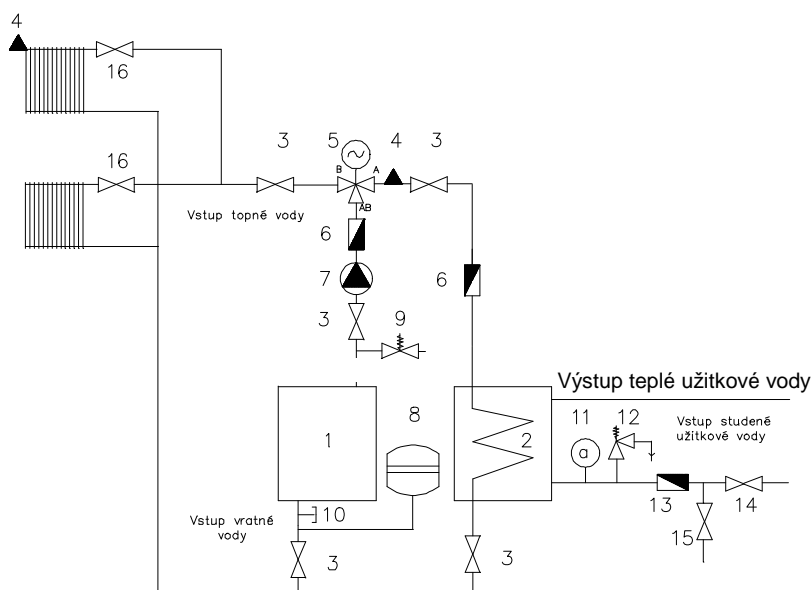 4
16
3
5
4
3
16
B
A
Vstup topné vody
AB
6
7
6
3
9
Výstup teplé užitkové vody
8
11
12
Vstup studené
užitkové vody
1
2
a
10
13
14
Vstup vratné
vody
3
3
15